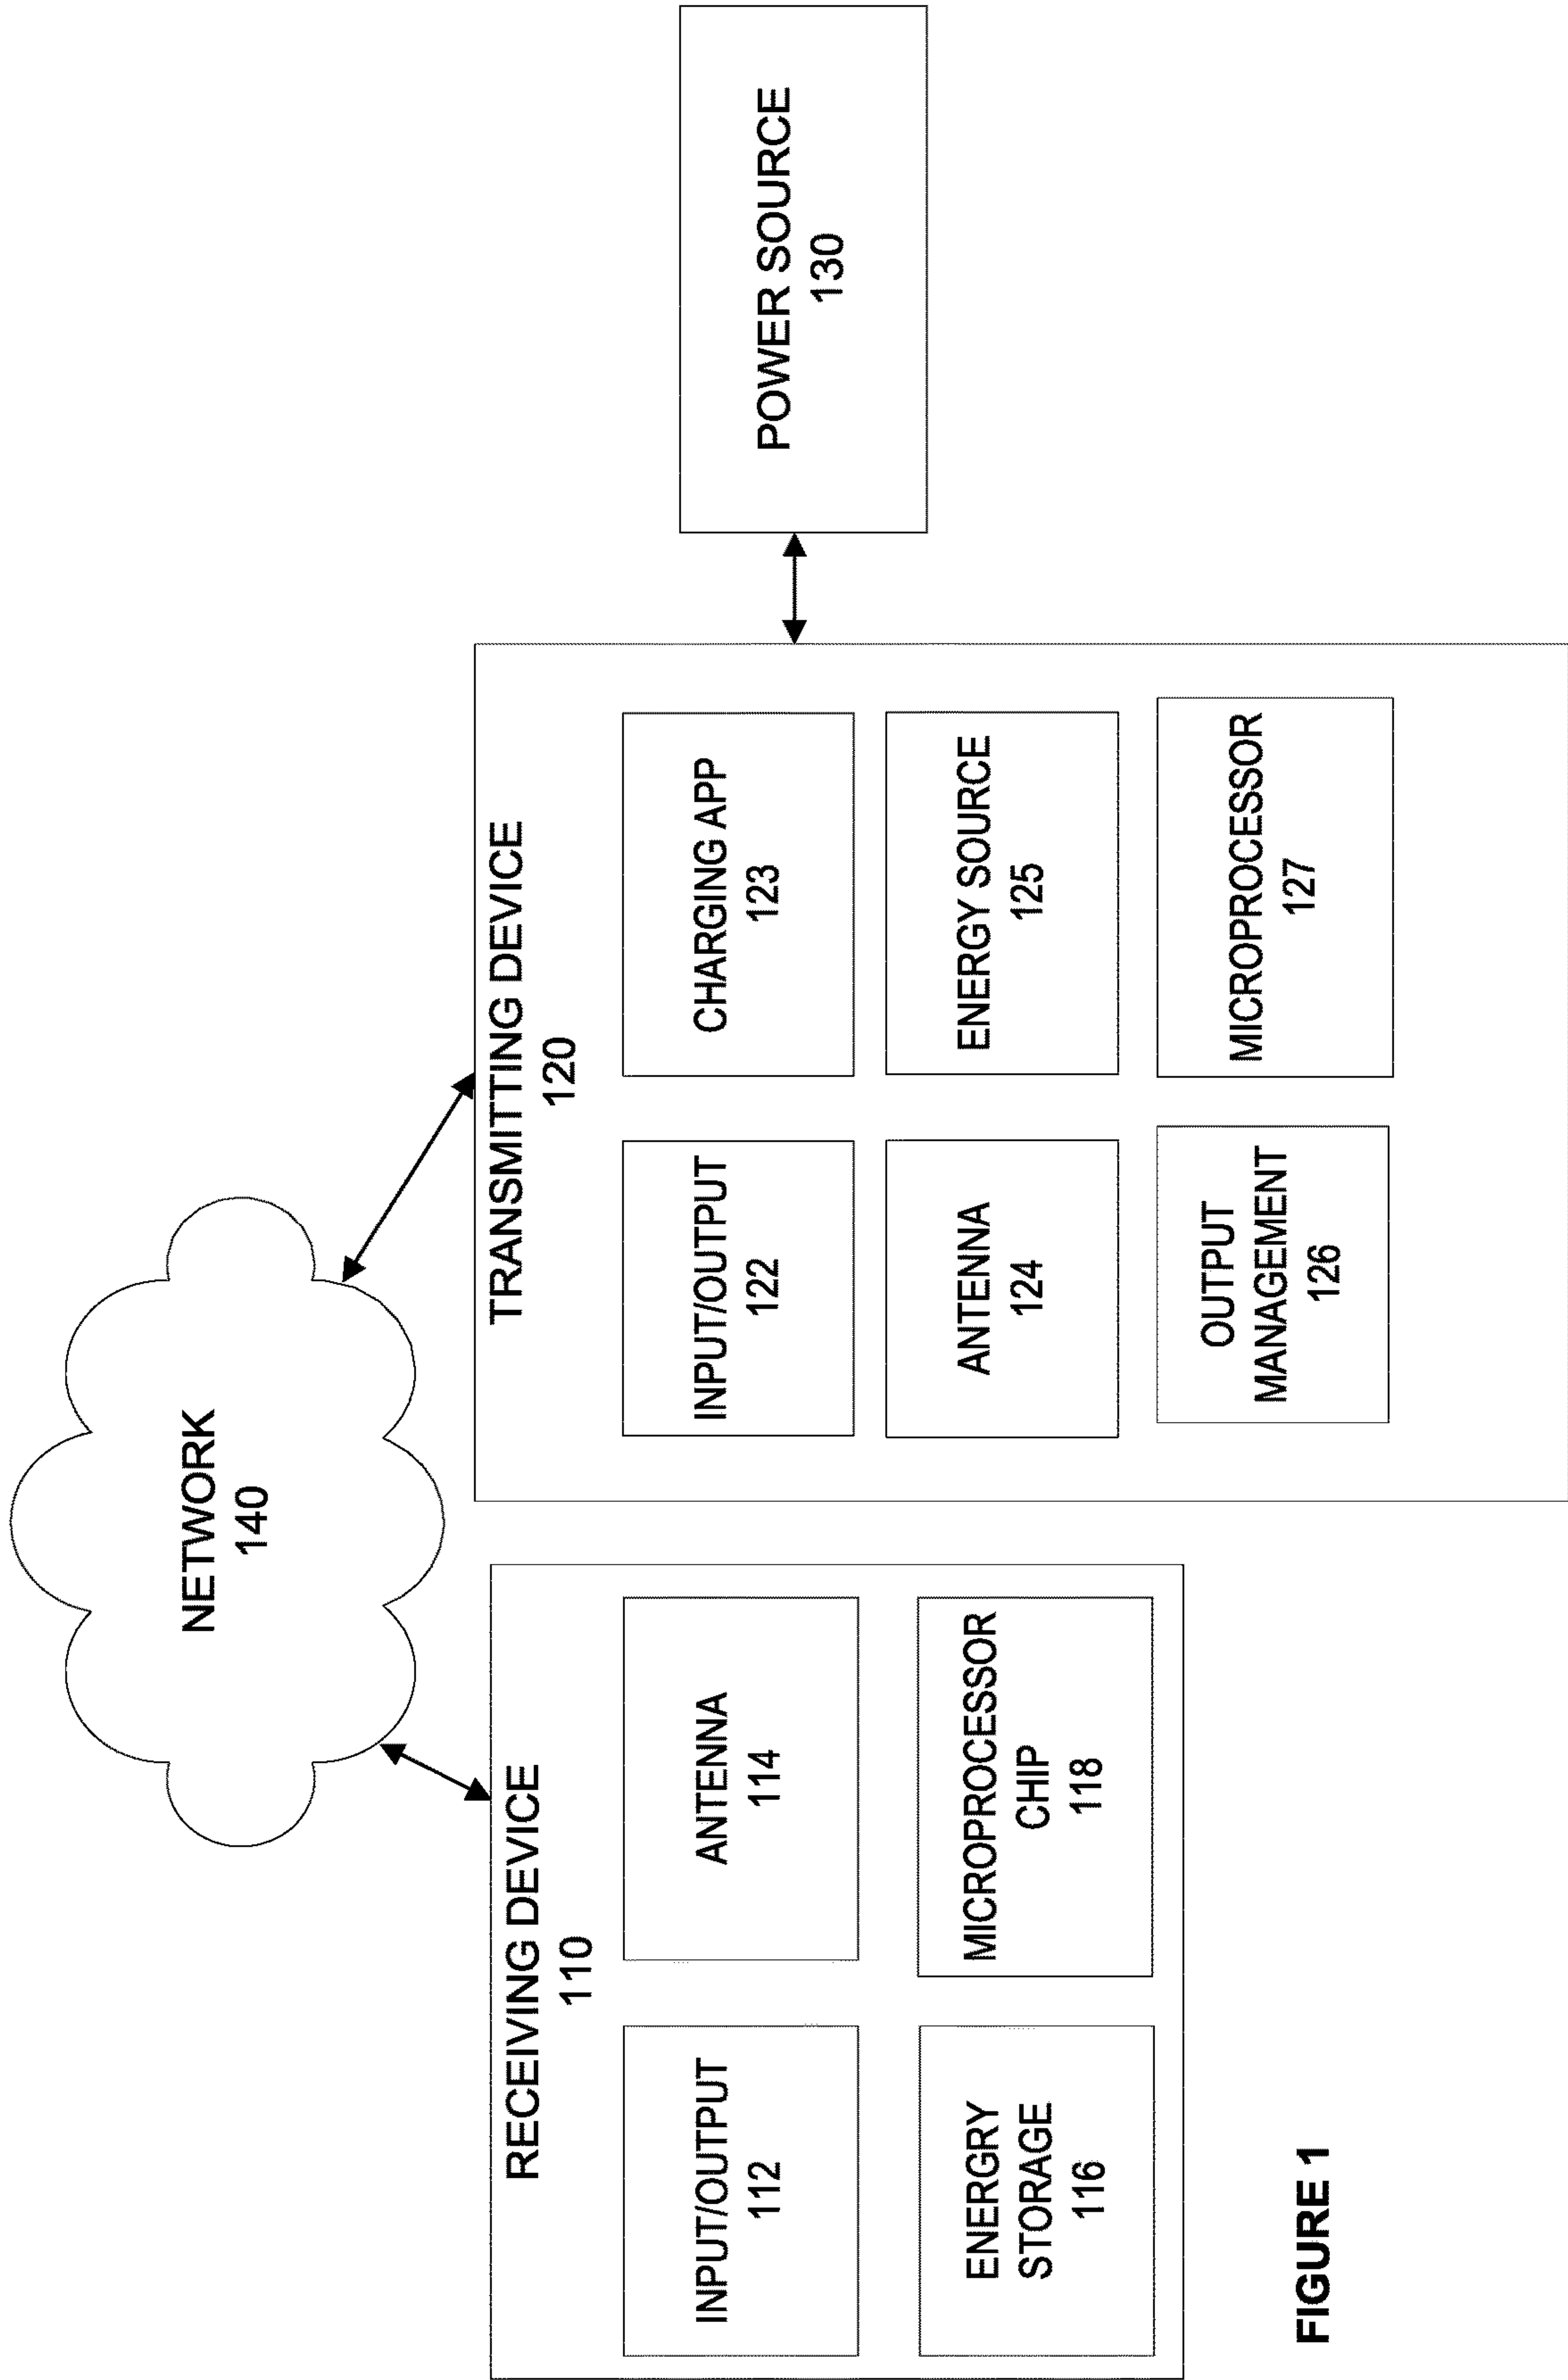 NETWORK
140
RECEIVING DEVICE
110
INPUT/OUTPUT
112
ANTENNA
114
ENERGRY
STORAGE
116
MICROPROCESSOR
CHIP
118
TRANSMITTING DEVICE
120
INPUT/OUTPUT
122
CHARGING APP
123
ANTENNA
124
ENERGY SOURCE
125
OUTPUT
MANAGEMENT
126
MICROPROCESSOR
127
POWER SOURCE
130
FIGURE 1